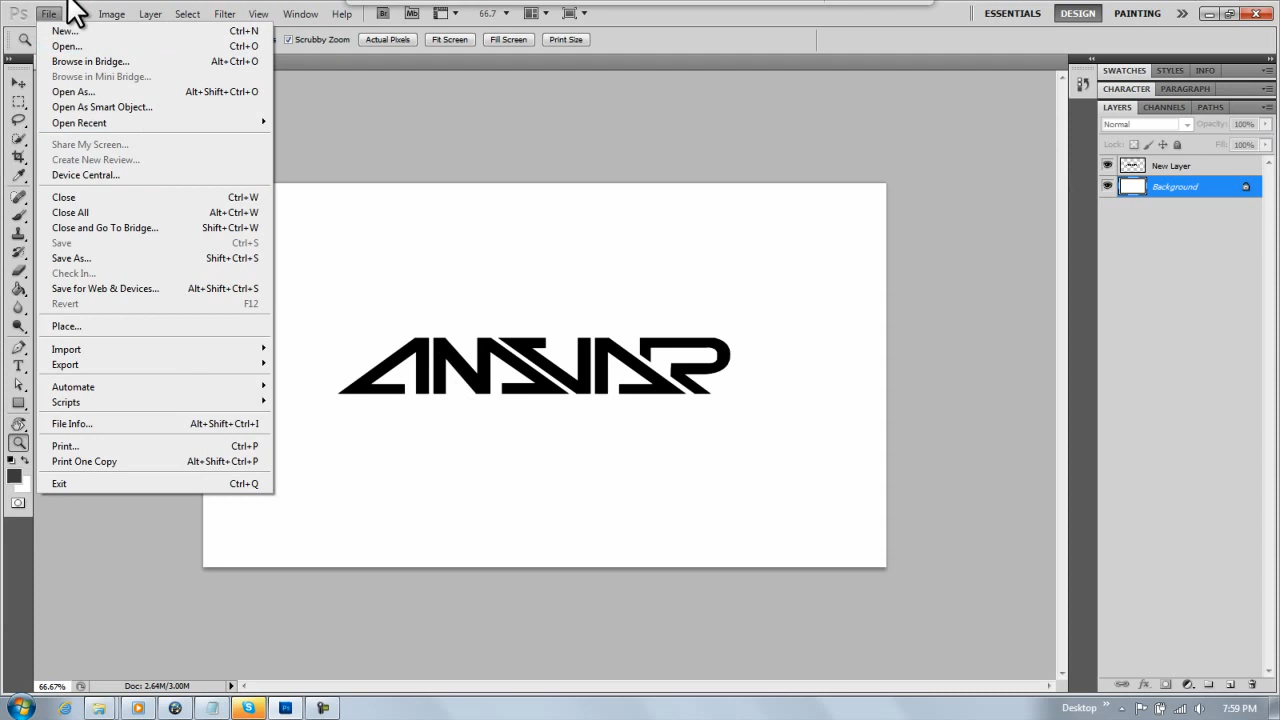 Ps File Image Layer Select Filter View Window Help Br Mb 66.7 ESSENTIALS DESIGN PAINTING
Scrubby Zoom Actual Pixels Fit Screen Fill Screen Print Size
New... Ctrl+N
Open... Ctrl+O
Browse in Bridge... Alt+Ctrl+O
Browse in Mini Bridge...
Open As... Alt+Shift+Ctrl+O
Open As Smart Object...
Open Recent
Share My Screen...
Create New Review...
Device Central...
Close Ctrl+W
Close All Alt+Ctrl+W
Close and Go To Bridge... Shift+Ctrl+W
Save Ctrl+S
Save As... Shift+Ctrl+S
Check In...
Save for Web & Devices... Alt+Shift+Ctrl+S
Revert F12
Place...
Import
Export
Automate
Scripts
File Info... Alt+Shift+Ctrl+I
Print... Ctrl+P
Print One Copy Alt+Shift+Ctrl+P
Exit Ctrl+Q
SWATCHES STYLES INFO
CHARACTER PARAGRAPH
LAYERS CHANNELS PATHS
Normal Opacity: 100%
Lock: Fill: 100%
New Layer
Background
66.67% Doc: 2.64M/3.00M
Desktop 7:59 PM